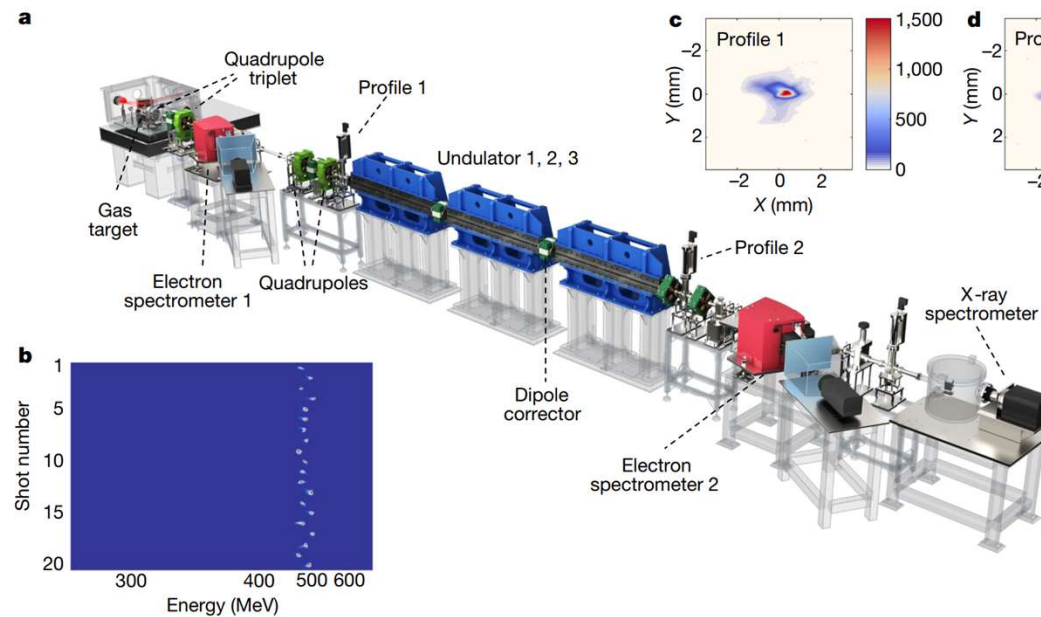 a
Quadrupole
triplet
Profile 1
Undulator 1, 2, 3
Gas
target
Electron
spectrometer 1
Quadrupoles
Dipole
corrector
Profile 2
Electron
spectrometer 2
X-ray
spectrometer
b
Shot number
1
5
10
15
20
300
400
500
600
Energy (MeV)
c
Profile 1
Y (mm)
−2
0
2
−2
0
2
X (mm)
1,500
1,000
500
0
d
Y (mm)
−2
0
2
−2